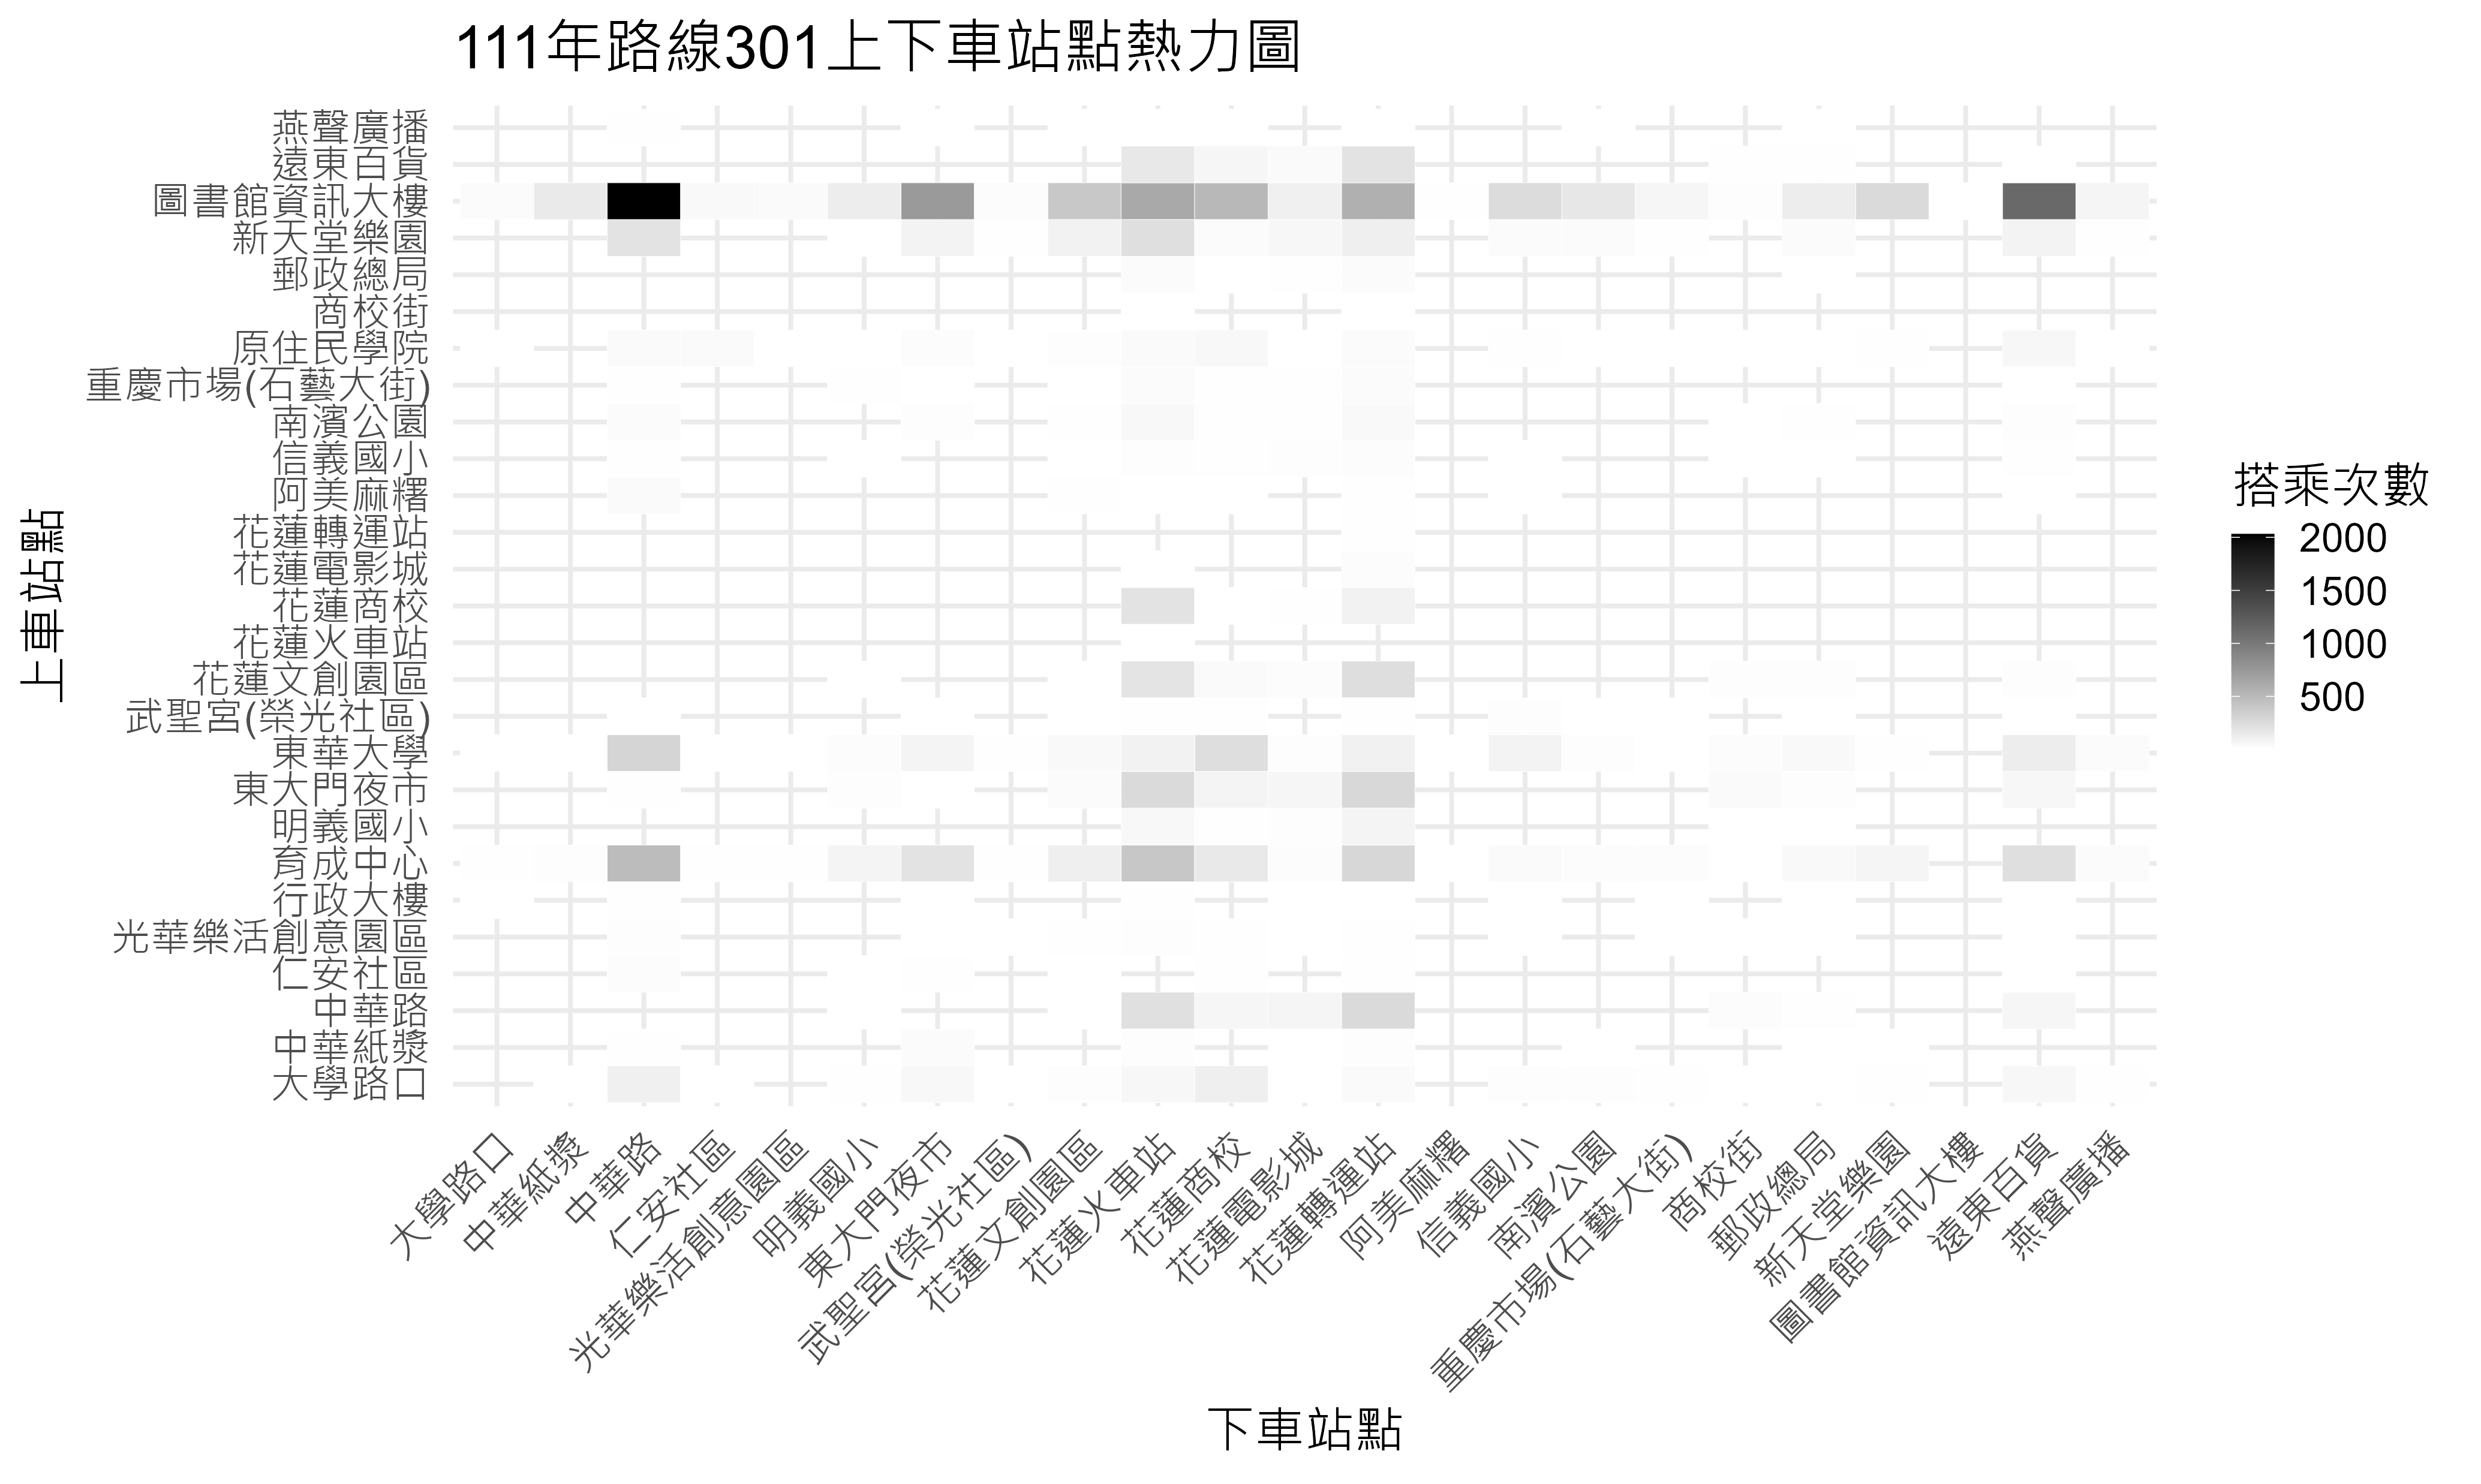 111年路線301上下車站點熱力圖
上車站點
燕聲廣播
遠東百貨
圖書館資訊大樓
新天堂樂園
郵政總局
商校街
原住民學院
重慶市場(石藝大街)
南濱公園
信義國小
阿美麻糬
花蓮轉運站
花蓮電影城
花蓮商校
花蓮火車站
花蓮文創園區
武聖宮(榮光社區)
東華大學
東大門夜市
明義國小
育成中心
行政大樓
光華樂活創意園區
仁安社區
中華路
中華紙漿
大學路口
大學路口
中華紙漿
中華路
仁安社區
光華樂活創意園區
明義國小
東大門夜市
武聖宮(榮光社區)
花蓮文創園區
花蓮火車站
花蓮商校
花蓮電影城
花蓮轉運站
阿美麻糬
信義國小
南濱公園
重慶市場(石藝大街)
商校街
郵政總局
新天堂樂園
圖書館資訊大樓
遠東百貨
燕聲廣播
下車站點
搭乘次數
2000
1500
1000
500